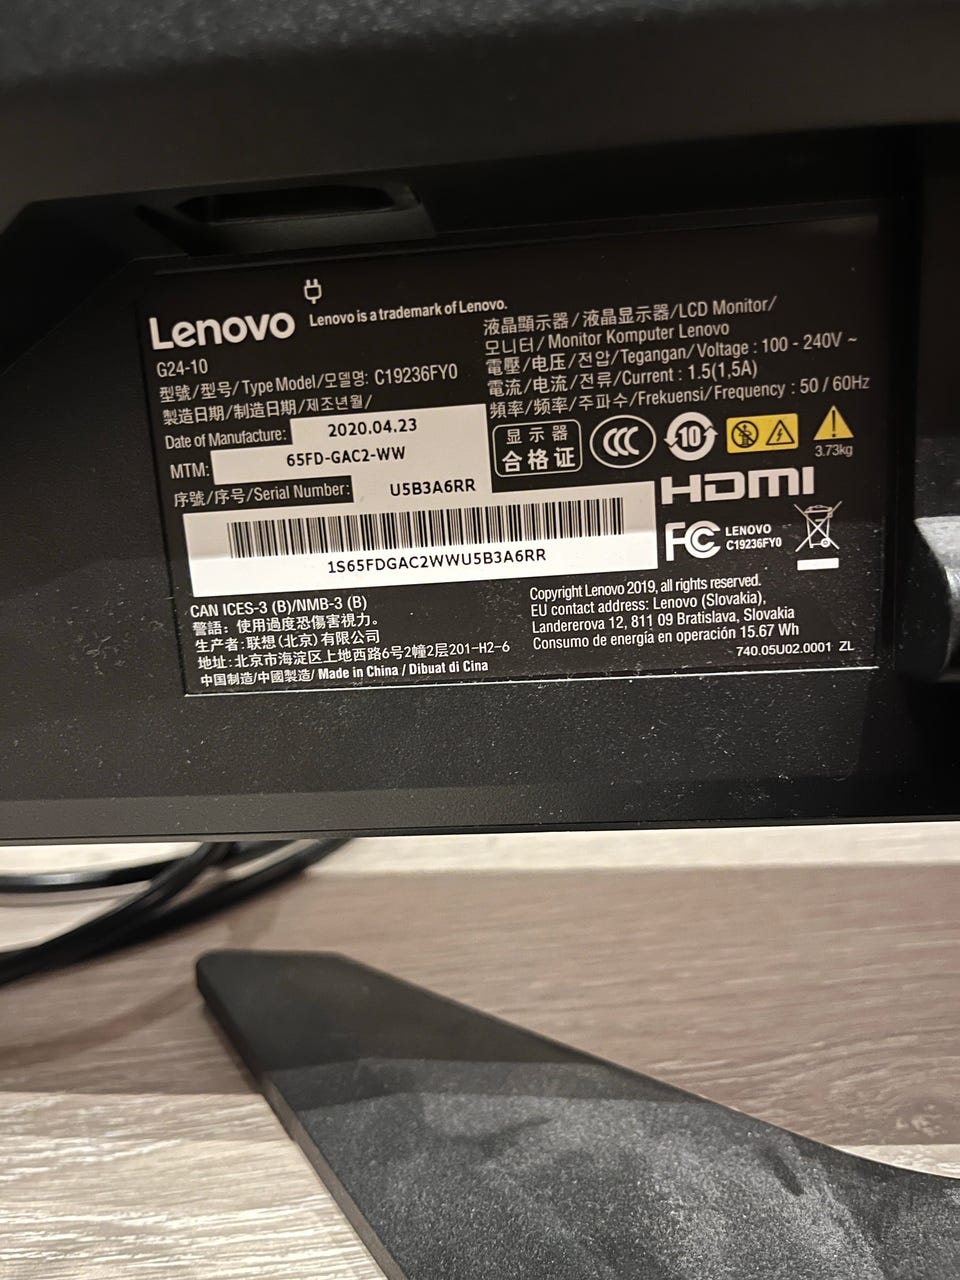 Lenovo
Lenovo is a trademark of Lenovo.
G24-10
型號/型号/Type Model/모델명: C19236FY0
製造日期/制造日期/제조년월/
Date of Manufacture:
2020.04.23
MTM:
65FD-GAC2-WW
序號/序号/Serial Number:
U5B3A6RR
1S65FDGAC2WWU5B3A6RR
液晶顯示器/液晶显示器/LCD Monitor/
모니터/Monitor Komputer Lenovo
電壓/电压/전압/Tegangan/Voltage : 100 - 240V ~
電流/电流/전류/Current : 1.5(1,5A)
頻率/频率/주파수/Frekuensi/Frequency : 50 / 60Hz
显示器
合格证
CCC
10
3.73kg
HDMI
FC
LENOVO
C19236FY0
CAN ICES-3 (B)/NMB-3 (B)
警語: 使用過度恐傷害視力。
生产者: 联想(北京)有限公司
地址: 北京市海淀区上地西路6号2幢2层201-H2-6
中国制造/中國製造/Made in China / Dibuat di Cina
Copyright Lenovo 2019, all rights reserved.
EU contact address: Lenovo (Slovakia),
Landererova 12, 811 09 Bratislava, Slovakia
Consumo de energía en operación 15.67 Wh
740.05U02.0001 ZL